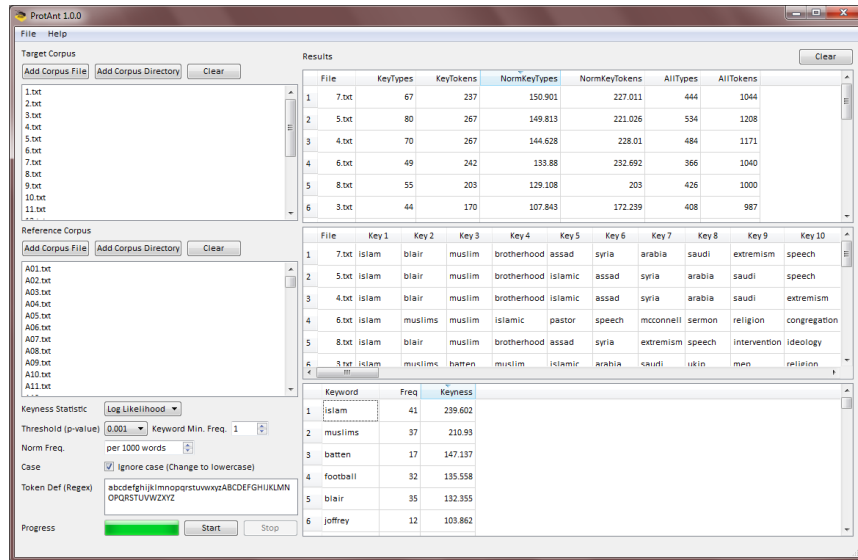 ProtAnt 1.0.0
File Help
Target Corpus
Add Corpus File Add Corpus Directory Clear
1.txt
2.txt
3.txt
4.txt
5.txt
6.txt
7.txt
8.txt
9.txt
10.txt
11.txt
Reference Corpus
Add Corpus File Add Corpus Directory Clear
A01.txt
A02.txt
A03.txt
A04.txt
A05.txt
A06.txt
A07.txt
A08.txt
A09.txt
A10.txt
A11.txt
Keyness Statistic Log Likelihood
Threshold (p-value) 0.001 Keyword Min. Freq. 1
Norm Freq. per 1000 words
Case Ignore case (Change to lowercase)
Token Def (Regex) abcdefghijklmnopqrstuvwxyzABCDEFGHIJKLMN
OPQRSTUVWZXYZ
Progress Start Stop
Results Clear
File KeyTypes KeyTokens NormKeyTypes NormKeyTokens AllTypes AllTokens
1 7.txt 67 237 150.901 227.011 444 1044
2 5.txt 80 267 149.813 221.026 534 1208
3 4.txt 70 267 144.628 228.01 484 1171
4 6.txt 49 242 133.88 232.692 366 1040
5 8.txt 55 203 129.108 203 426 1000
6 3.txt 44 170 107.843 172.239 408 987
File Key 1 Key 2 Key 3 Key 4 Key 5 Key 6 Key 7 Key 8 Key 9 Key 10
1 7.txt islam blair muslim brotherhood assad syria arabia saudi extremism speech
2 5.txt islam blair muslim brotherhood islamic assad syria arabia saudi speech
3 4.txt islam blair muslim brotherhood islamic assad syria arabia saudi extremism
4 6.txt islam muslims muslim islamic pastor speech mcconnell sermon religion congregation
5 8.txt islam blair muslim brotherhood assad syria extremism speech intervention ideology
6 3.txt islam muslims batten muslim islamic arabia saudi ukip men religion
Keyword Freq Keyness
1 islam 41 239.602
2 muslims 37 210.93
3 batten 17 147.137
4 football 32 135.558
5 blair 35 132.355
6 joffrey 12 103.862